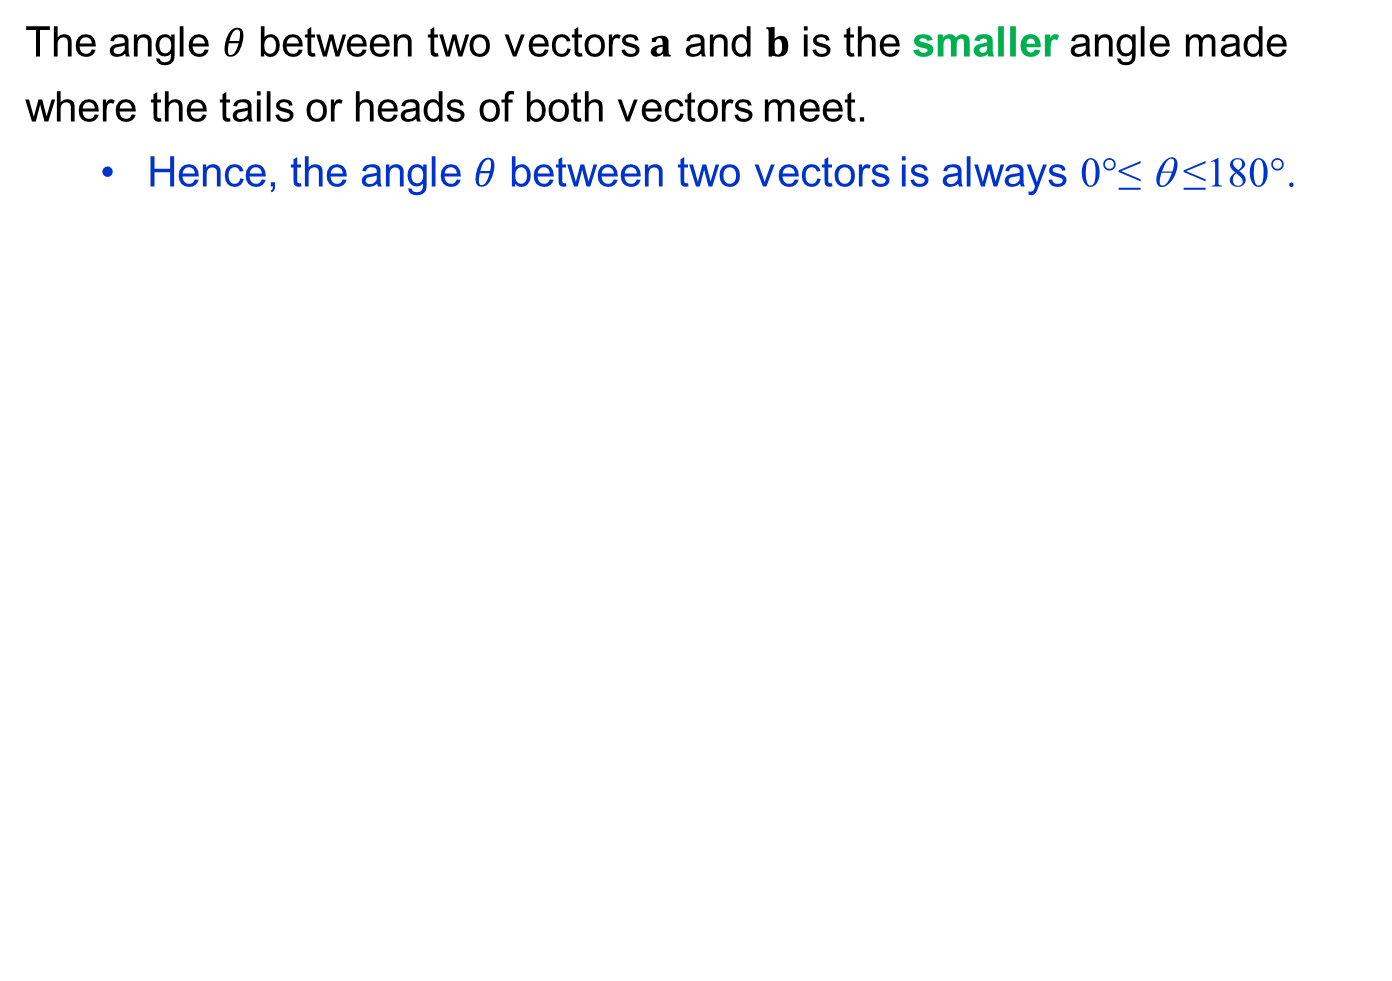 The angle θ between two vectors a and b is the smaller angle made
where the tails or heads of both vectors meet.
• Hence, the angle θ between two vectors is always 0°≤ θ≤180°.